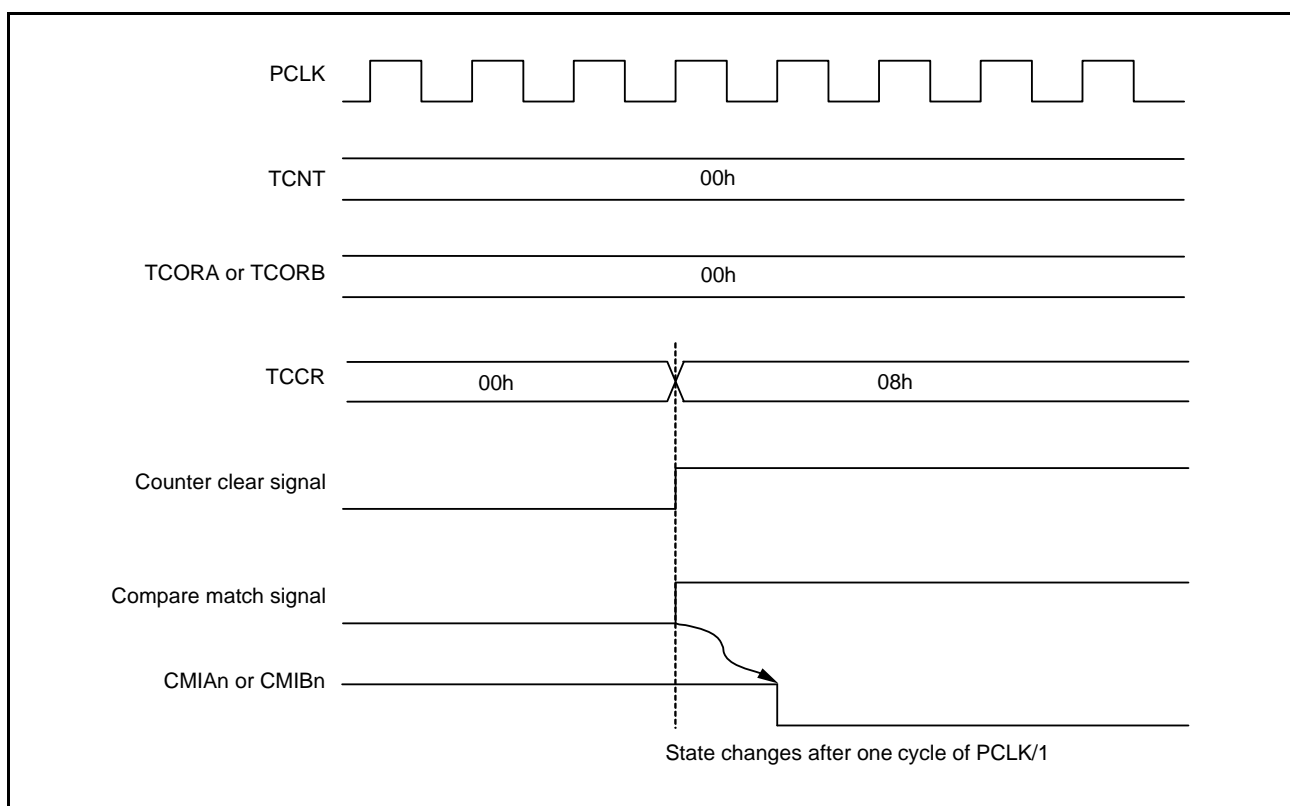 PCLK
TCNT
00h
TCORA or TCORB
00h
TCCR
00h
08h
Counter clear signal
Compare match signal
CMIAn or CMIBn
State changes after one cycle of PCLK/1